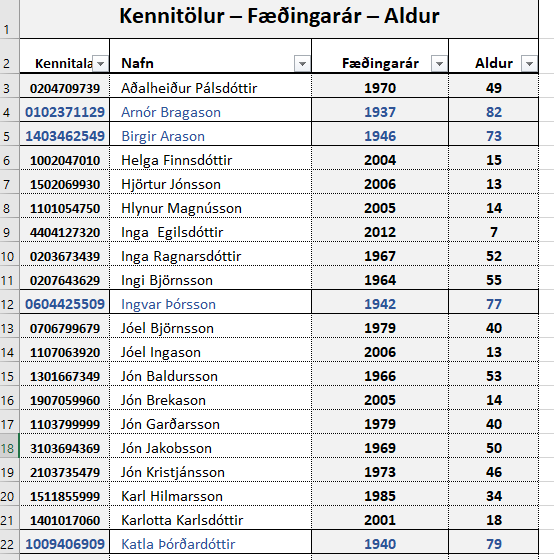 1 Kennitölur – Fæðingarár – Aldur
2 Kennitala Nafn Fæðingarár Aldur
3 0204709739 Aðalheiður Pálsdóttir 1970 49
4 0102371129 Arnór Bragason 1937 82
5 1403462549 Birgir Arason 1946 73
6 1002047010 Helga Finnsdóttir 2004 15
7 1502069930 Hjörtur Jónsson 2006 13
8 1101054750 Hlynur Magnússon 2005 14
9 4404127320 Inga Egilsdóttir 2012 7
10 0203673439 Inga Ragnarsdóttir 1967 52
11 0207643629 Ingi Björnsson 1964 55
12 0604425509 Ingvar Þórsson 1942 77
13 0706799679 Jóel Björnsson 1979 40
14 1107063920 Jóel Ingason 2006 13
15 1301667349 Jón Baldursson 1966 53
16 1907059960 Jón Brekason 2005 14
17 1103799999 Jón Garðarsson 1979 40
18 3103694369 Jón Jakobsson 1969 50
19 2103735479 Jón Kristjánsson 1973 46
20 1511855999 Karl Hilmarsson 1985 34
21 1401017060 Karlotta Karlsdóttir 2001 18
22 1009406909 Katla Þórðardóttir 1940 79